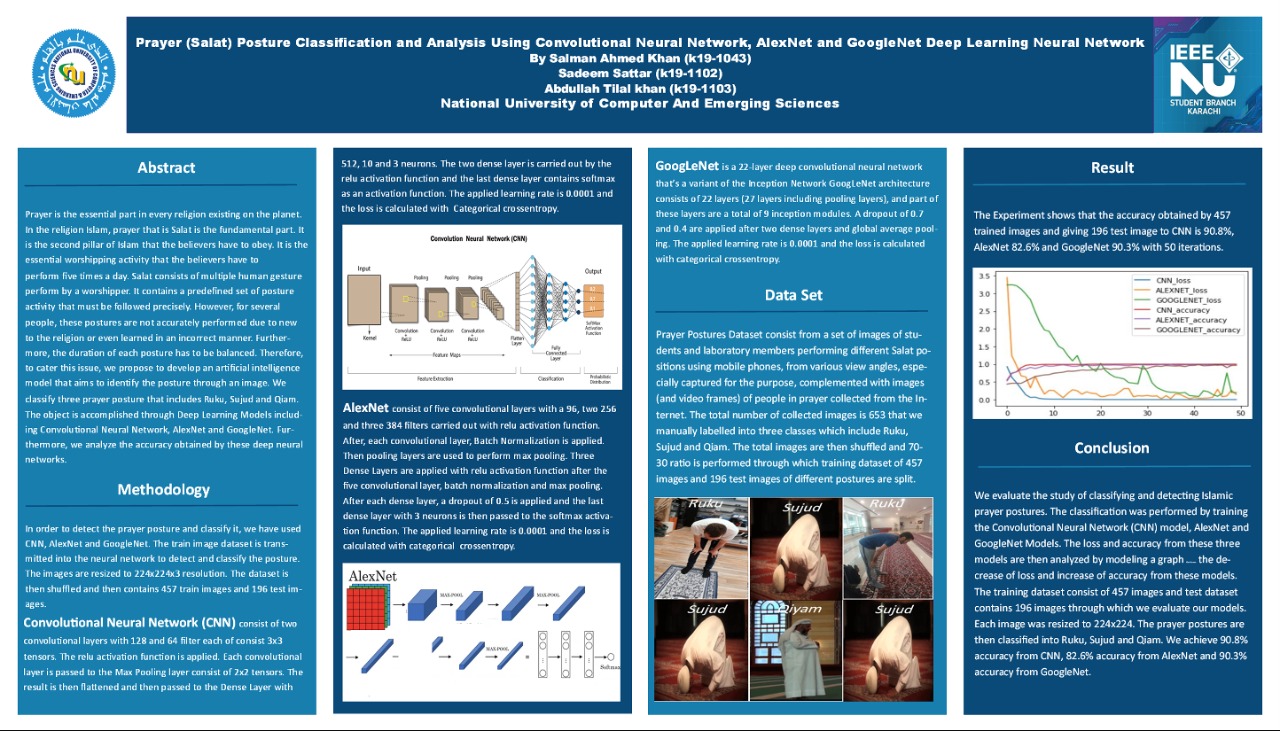 Prayer (Salat) Posture Classification and Analysis Using Convolutional Neural Network, AlexNet and GoogleNet Deep Learning Neural Network
By Salman Ahmed Khan (k19-1043)
Sadeem Sattar (k19-1102)
Abdullah Tilal khan (k19-1103)
National University of Computer And Emerging Sciences
IEEE
NU
STUDENT BRANCH
KARACHI
Abstract
Prayer is the essential part in every religion existing on the planet.
In the religion Islam, prayer that is Salat is the fundamental part. It
is the second pillar of Islam that the believers have to obey. It is the
essential worshipping activity that the believers have to
perform five times a day. Salat consists of multiple human gesture
perform by a worshipper. It contains a predefined set of posture
activity that must be followed precisely. However, for several
people, these postures are not accurately performed due to new
to the religion or even learned in an incorrect manner. Further-
more, the duration of each posture has to be balanced. Therefore,
to cater this issue, we propose to develop an artificial intelligence
model that aims to identify the posture through an image. We
classify three prayer posture that includes Ruku, Sujud and Qiam.
The object is accomplished through Deep Learning Models includ-
ing Convolutional Neural Network, AlexNet and GoogleNet. Fur-
thermore, we analyze the accuracy obtained by these deep neural
networks.
Methodology
In order to detect the prayer posture and classify it, we have used
CNN, AlexNet and GoogleNet. The train image dataset is trans-
mitted into the neural network to detect and classify the posture.
The images are resized to 224x224x3 resolution. The dataset is
then shuffled and then contains 457 train images and 196 test im-
ages.
Convolutional Neural Network (CNN) consist of two
convolutional layers with 128 and 64 filter each of consist 3x3
tensors. The relu activation function is applied. Each convolutional
layer is passed to the Max Pooling layer consist of 2x2 tensors. The
result is then flattened and then passed to the Dense Layer with
512, 10 and 3 neurons. The two dense layer is carried out by the
relu activation function and the last dense layer contains softmax
as an activation function. The applied learning rate is 0.0001 and
the loss is calculated with Categorical crossentropy.
Convolution Neural Network (CNN)
Input
Output
Pooling
Pooling
Pooling
Kernel
Convolution
+
ReLU
Convolution
+
ReLU
Convolution
+
ReLU
Flatten
Layer
Fully
Connected
Layer
SoftMax
Activation
Function
Feature Maps
Feature Extraction
Classification
Probabilistic
Distribution
AlexNet consist of five convolutional layers with a 96, two 256
and three 384 filters carried out with relu activation function.
After, each convolutional layer, Batch Normalization is applied.
Then pooling layers are used to perform max pooling. Three
Dense Layers are applied with relu activation function after the
five convolutional layer, batch normalization and max pooling.
After each dense layer, a dropout of 0.5 is applied and the last
dense layer with 3 neurons is then passed to the softmax activa-
tion function. The applied learning rate is 0.0001 and the loss is
calculated with categorical crossentropy.
AlexNet
MAX-POOL
MAX-POOL
MAX-POOL
Softmax
GoogLeNet is a 22-layer deep convolutional neural network
that's a variant of the Inception Network GoogLeNet architecture
consists of 22 layers (27 layers including pooling layers), and part of
these layers are a total of 9 inception modules. A dropout of 0.7
and 0.4 are applied after two dense layers and global average pool-
ing. The applied learning rate is 0.0001 and the loss is calculated
with categorical crossentropy.
Data Set
Prayer Postures Dataset consist from a set of images of stu-
dents and laboratory members performing different Salat po-
sitions using mobile phones, from various view angles, espe-
cially captured for the purpose, complemented with images
(and video frames) of people in prayer collected from the In-
ternet. The total number of collected images is 653 that we
manually labelled into three classes which include Ruku,
Sujud and Qiam. The total images are then shuffled and 70-
30 ratio is performed through which training dataset of 457
images and 196 test images of different postures are split.
Ruku
Sujud
Ruku
Sujud
Qiyam
Sujud
Result
The Experiment shows that the accuracy obtained by 457
trained images and giving 196 test image to CNN is 90.8%,
AlexNet 82.6% and GoogleNet 90.3% with 50 iterations.
3.5
3.0
2.5
2.0
1.5
1.0
0.5
0.0
0 10 20 30 40 50
CNN_loss
ALEXNET_loss
GOOGLENET_loss
CNN_accuracy
ALEXNET_accuracy
GOOGLENET_accuracy
Conclusion
We evaluate the study of classifying and detecting Islamic
prayer postures. The classification was performed by training
the Convolutional Neural Network (CNN) model, AlexNet and
GoogleNet Models. The loss and accuracy from these three
models are then analyzed by modeling a graph .... the de-
crease of loss and increase of accuracy from these models.
The training dataset consist of 457 images and test dataset
contains 196 images through which we evaluate our models.
Each image was resized to 224x224. The prayer postures are
then classified into Ruku, Sujud and Qiam. We achieve 90.8%
accuracy from CNN, 82.6% accuracy from AlexNet and 90.3%
accuracy from GoogleNet.